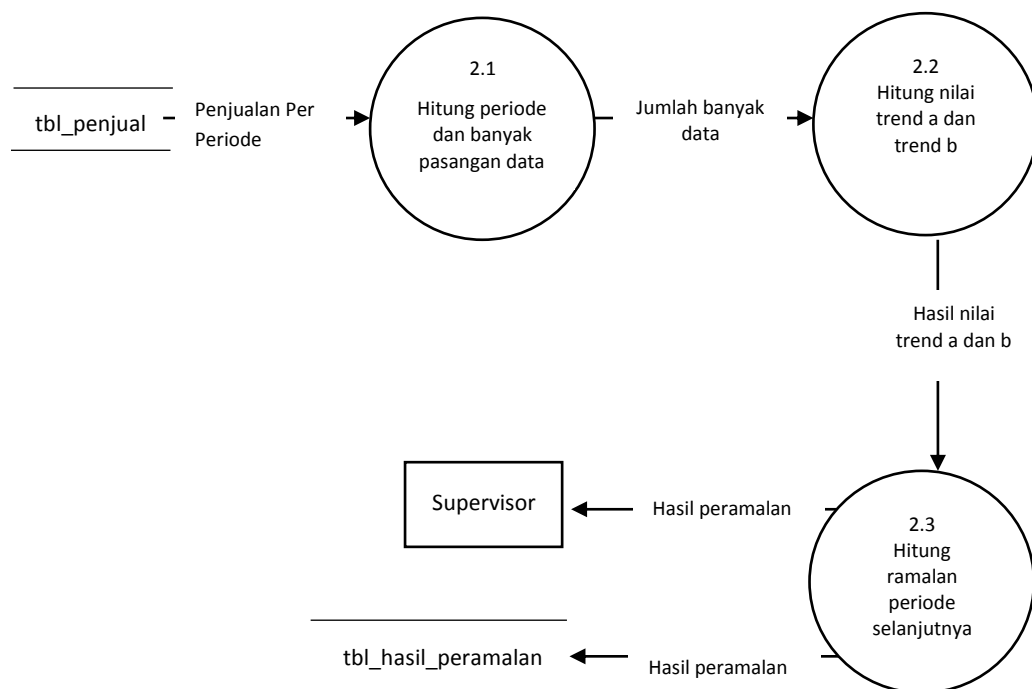 tbl_penjual
Penjualan Per
Periode
2.1
Hitung periode
dan banyak
pasangan data
Jumlah banyak
data
2.2
Hitung nilai
trend a dan
trend b
Hasil nilai
trend a dan b
2.3
Hitung
ramalan
periode
selanjutnya
Hasil peramalan
Supervisor
Hasil peramalan
tbl_hasil_peramalan